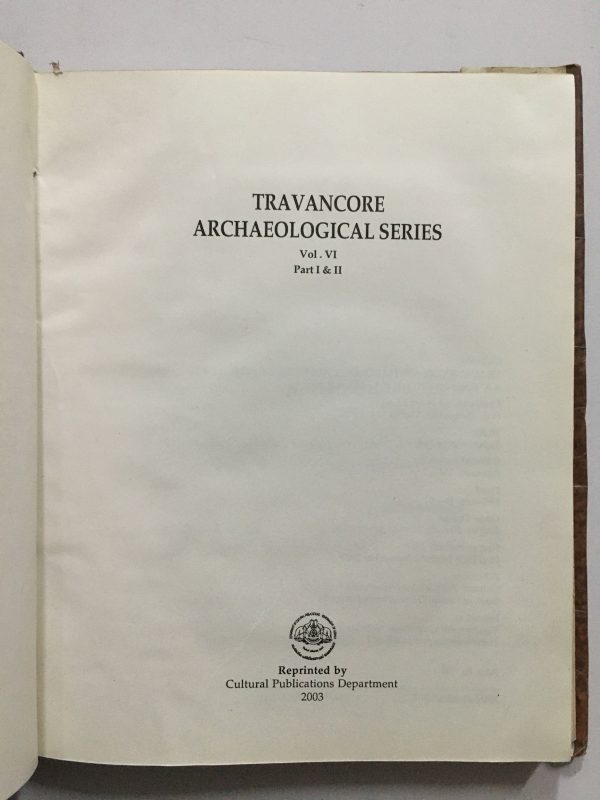 TRAVANCORE
ARCHAEOLOGICAL SERIES
Vol . VI
Part I & II
Reprinted by
Cultural Publications Department
2003